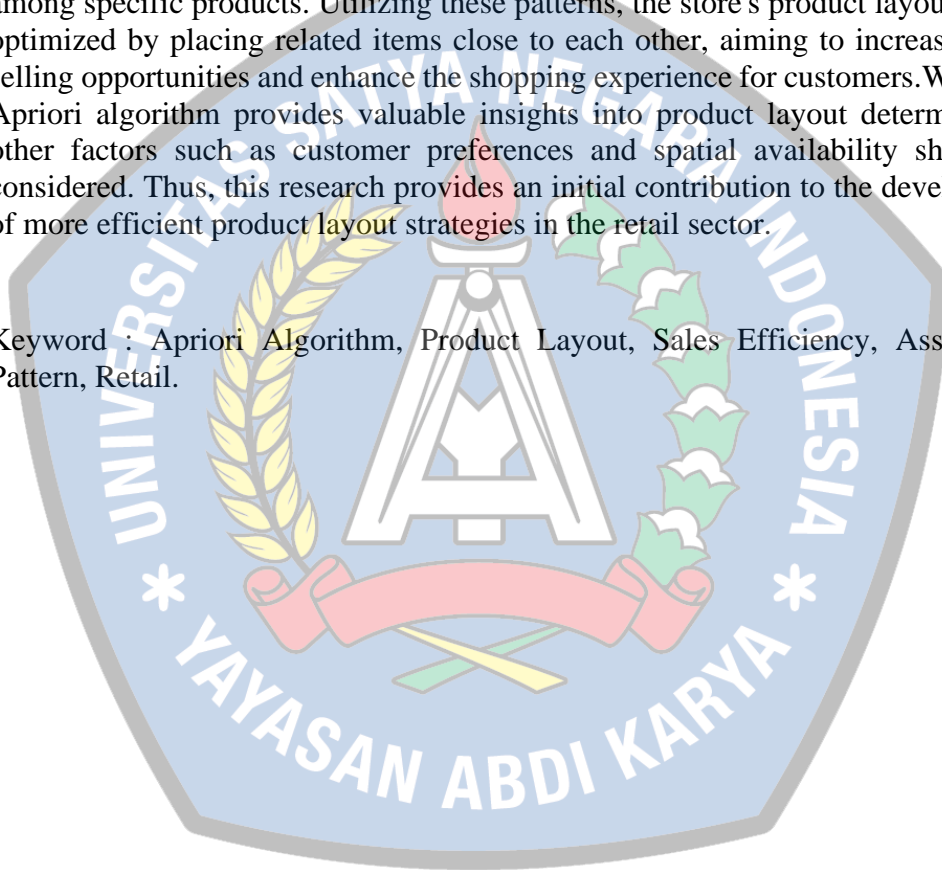 among specific products. Utilizing these patterns, the store's product layou
optimized by placing related items close to each other, aiming to increas
elling opportunities and enhance the shopping experience for customers.W
Apriori algorithm provides valuable insights into product layout determ
other factors such as customer preferences and spatial availability sh
considered. Thus, this research provides an initial contribution to the deve
of more efficient product layout strategies in the retail sector.
Keyword : Apriori Algorithm, Product Layout, Sales Efficiency, Ass
Pattern, Retail.
UNIVERSITAS SATYA NEGARA INDONESIA
* YAYASAN ABDI KARYA *